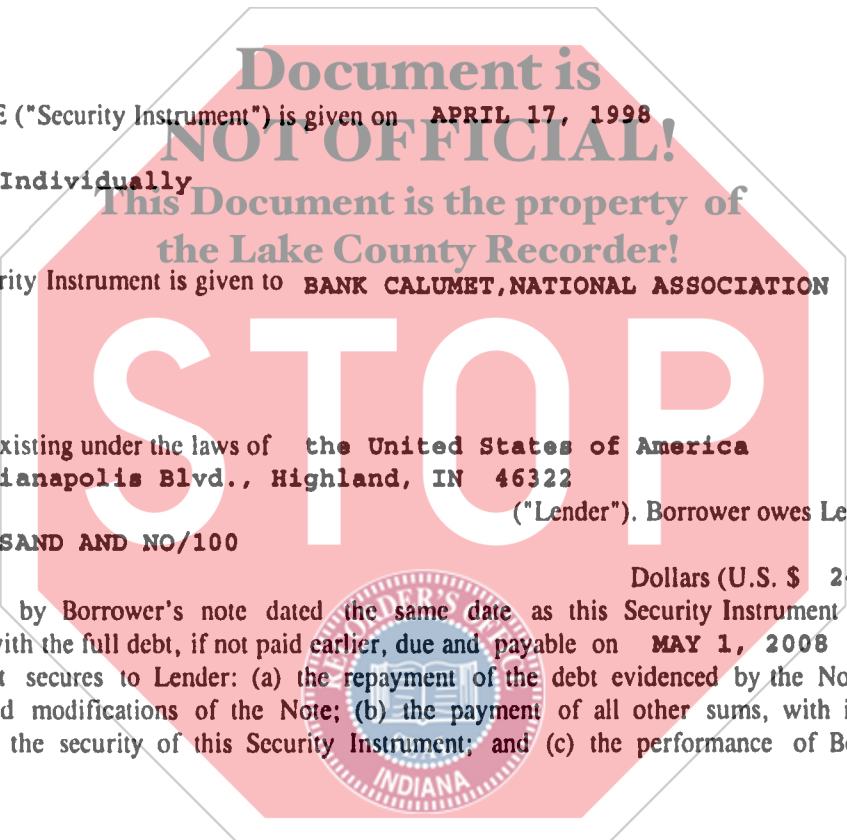 Document is
E ("Security Instrument") is given on APRIL 17, 1998
NOT OFFICIAL!
Individually
This Document is the property of
the Lake County Recorder!
rity Instrument is given to BANK CALUMET,NATIONAL ASSOCIATION
STOP
xisting under the laws of the United States of America
ianapolis Blvd., Highland, IN 46322
("Lender"). Borrower owes Le
SAND AND NO/100
Dollars (U.S. $ 2
by Borrower's note dated the same date as this Security Instrument
ith the full debt, if not paid earlier, due and payable on MAY 1, 2008
t secures to Lender: (a) the repayment of the debt evidenced by the No
d modifications of the Note; (b) the payment of all other sums, with i
the security of this Security Instrument; and (c) the performance of B
INDIANA